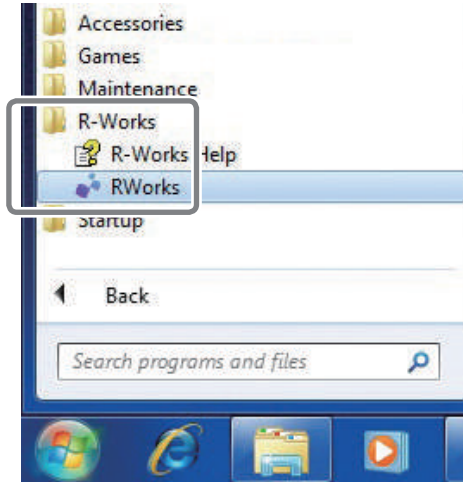 Accessories
Games
Maintenance
R-Works
R-Works Help
RWorks
Startup
Back
Search programs and files